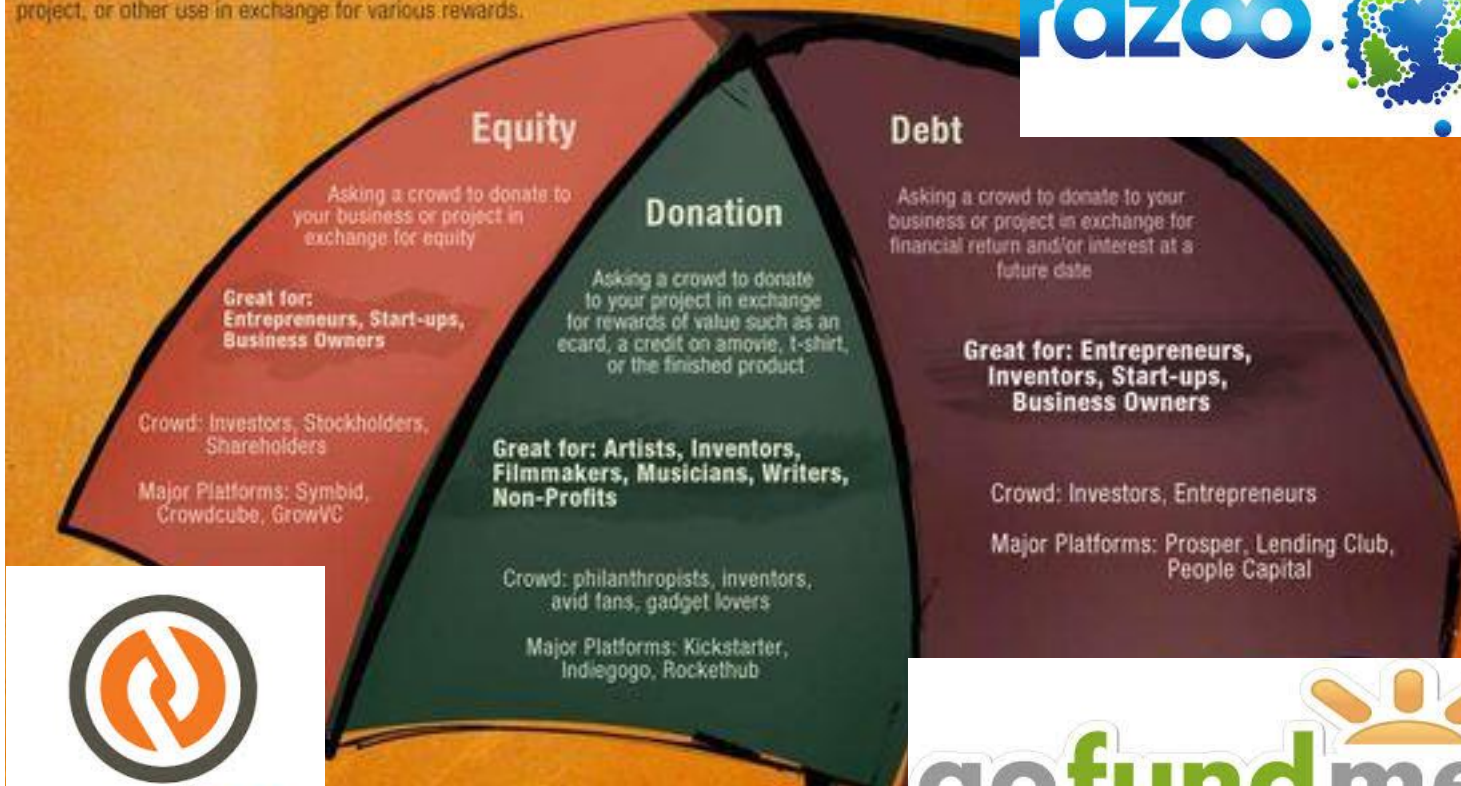 project, or other use in exchange for various rewards.
razoo
Equity
Asking a crowd to donate to
your business or project in
exchange for equity
Great for:
Entrepreneurs, Start-ups,
Business Owners
Crowd: Investors, Stockholders,
Shareholders
Major Platforms: Symbid,
Crowdcube, GrowVC
Donation
Asking a crowd to donate
to your project in exchange
for rewards of value such as an
ecard, a credit on amovie, t-shirt,
or the finished product
Great for: Artists, Inventors,
Filmmakers, Musicians, Writers,
Non-Profits
Crowd: philanthropists, inventors,
avid fans, gadget lovers
Major Platforms: Kickstarter,
Indiegogo, Rockethub
Debt
Asking a crowd to donate to your
business or project in exchange for
financial return and/or interest at a
future date
Great for: Entrepreneurs,
Inventors, Start-ups,
Business Owners
Crowd: Investors, Entrepreneurs
Major Platforms: Prosper, Lending Club,
People Capital
gofundme